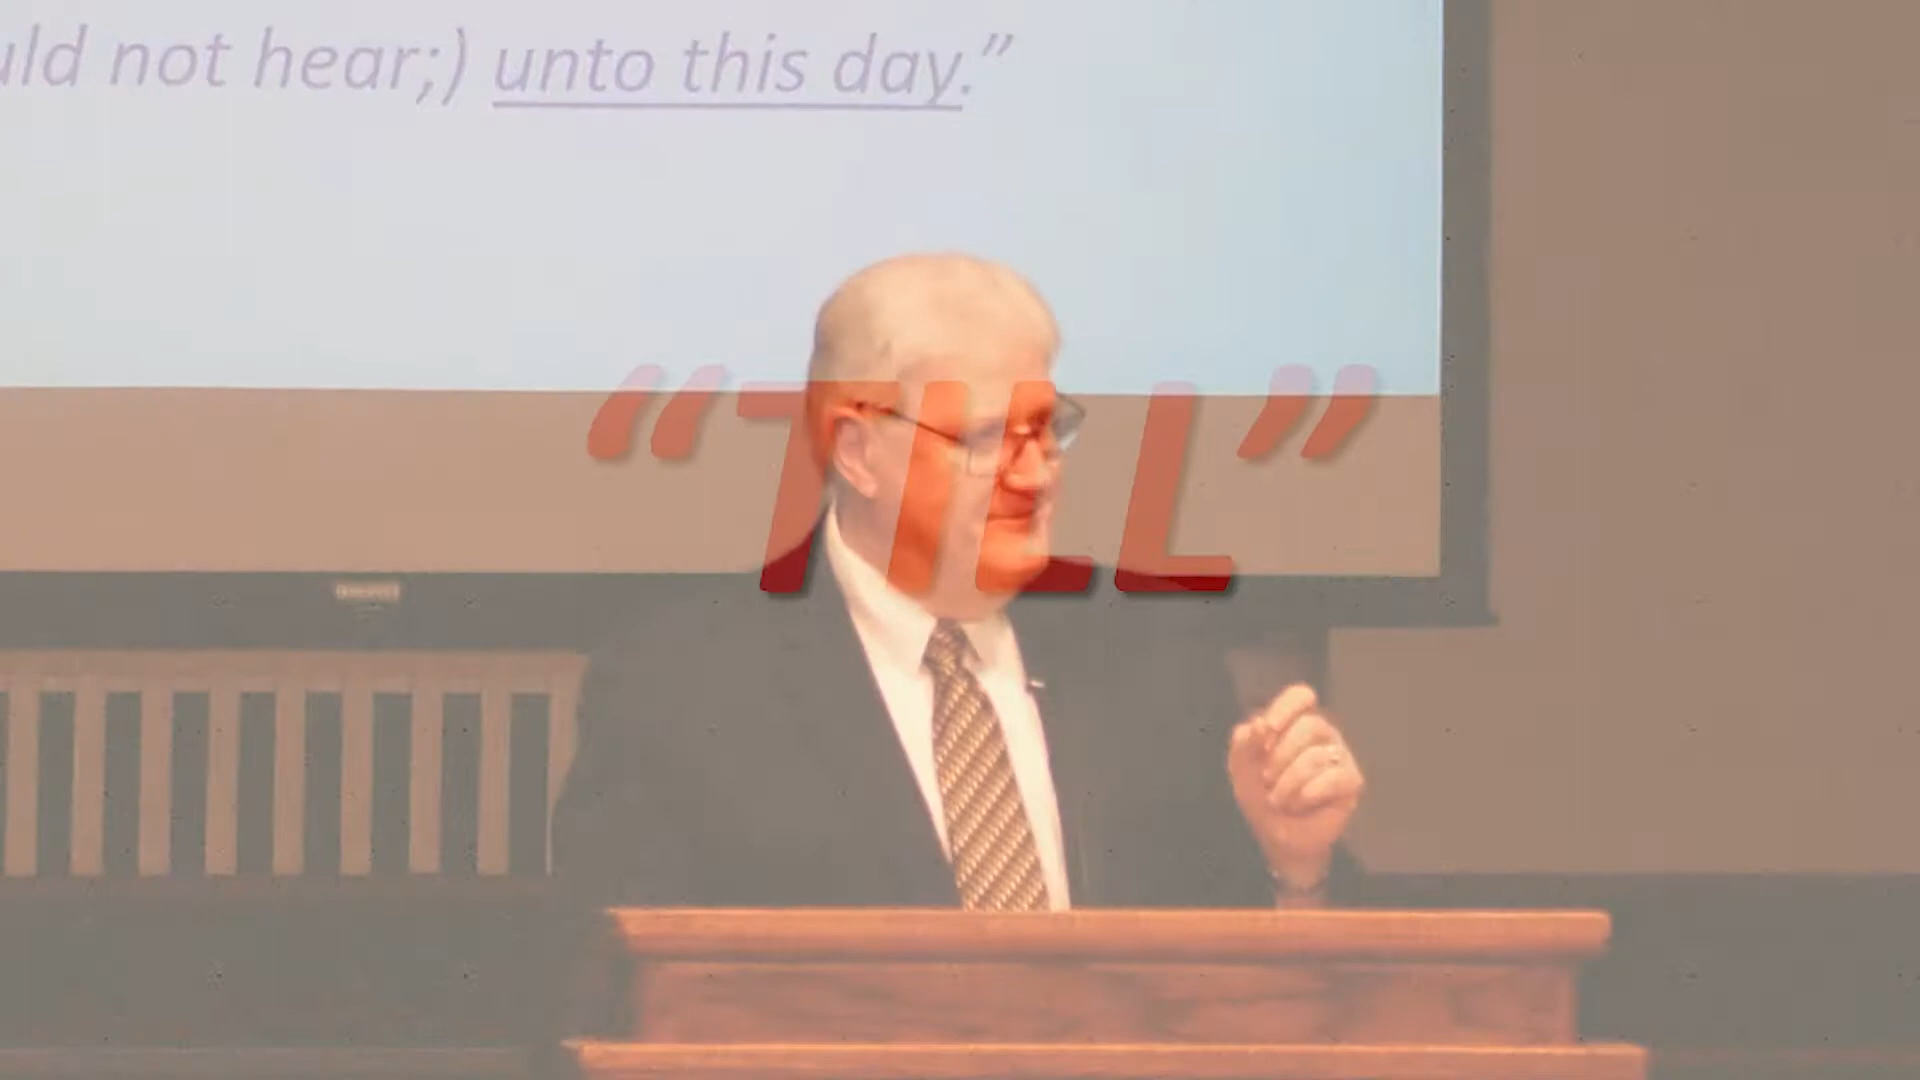 uld not hear;) unto this day.”
“TILL”